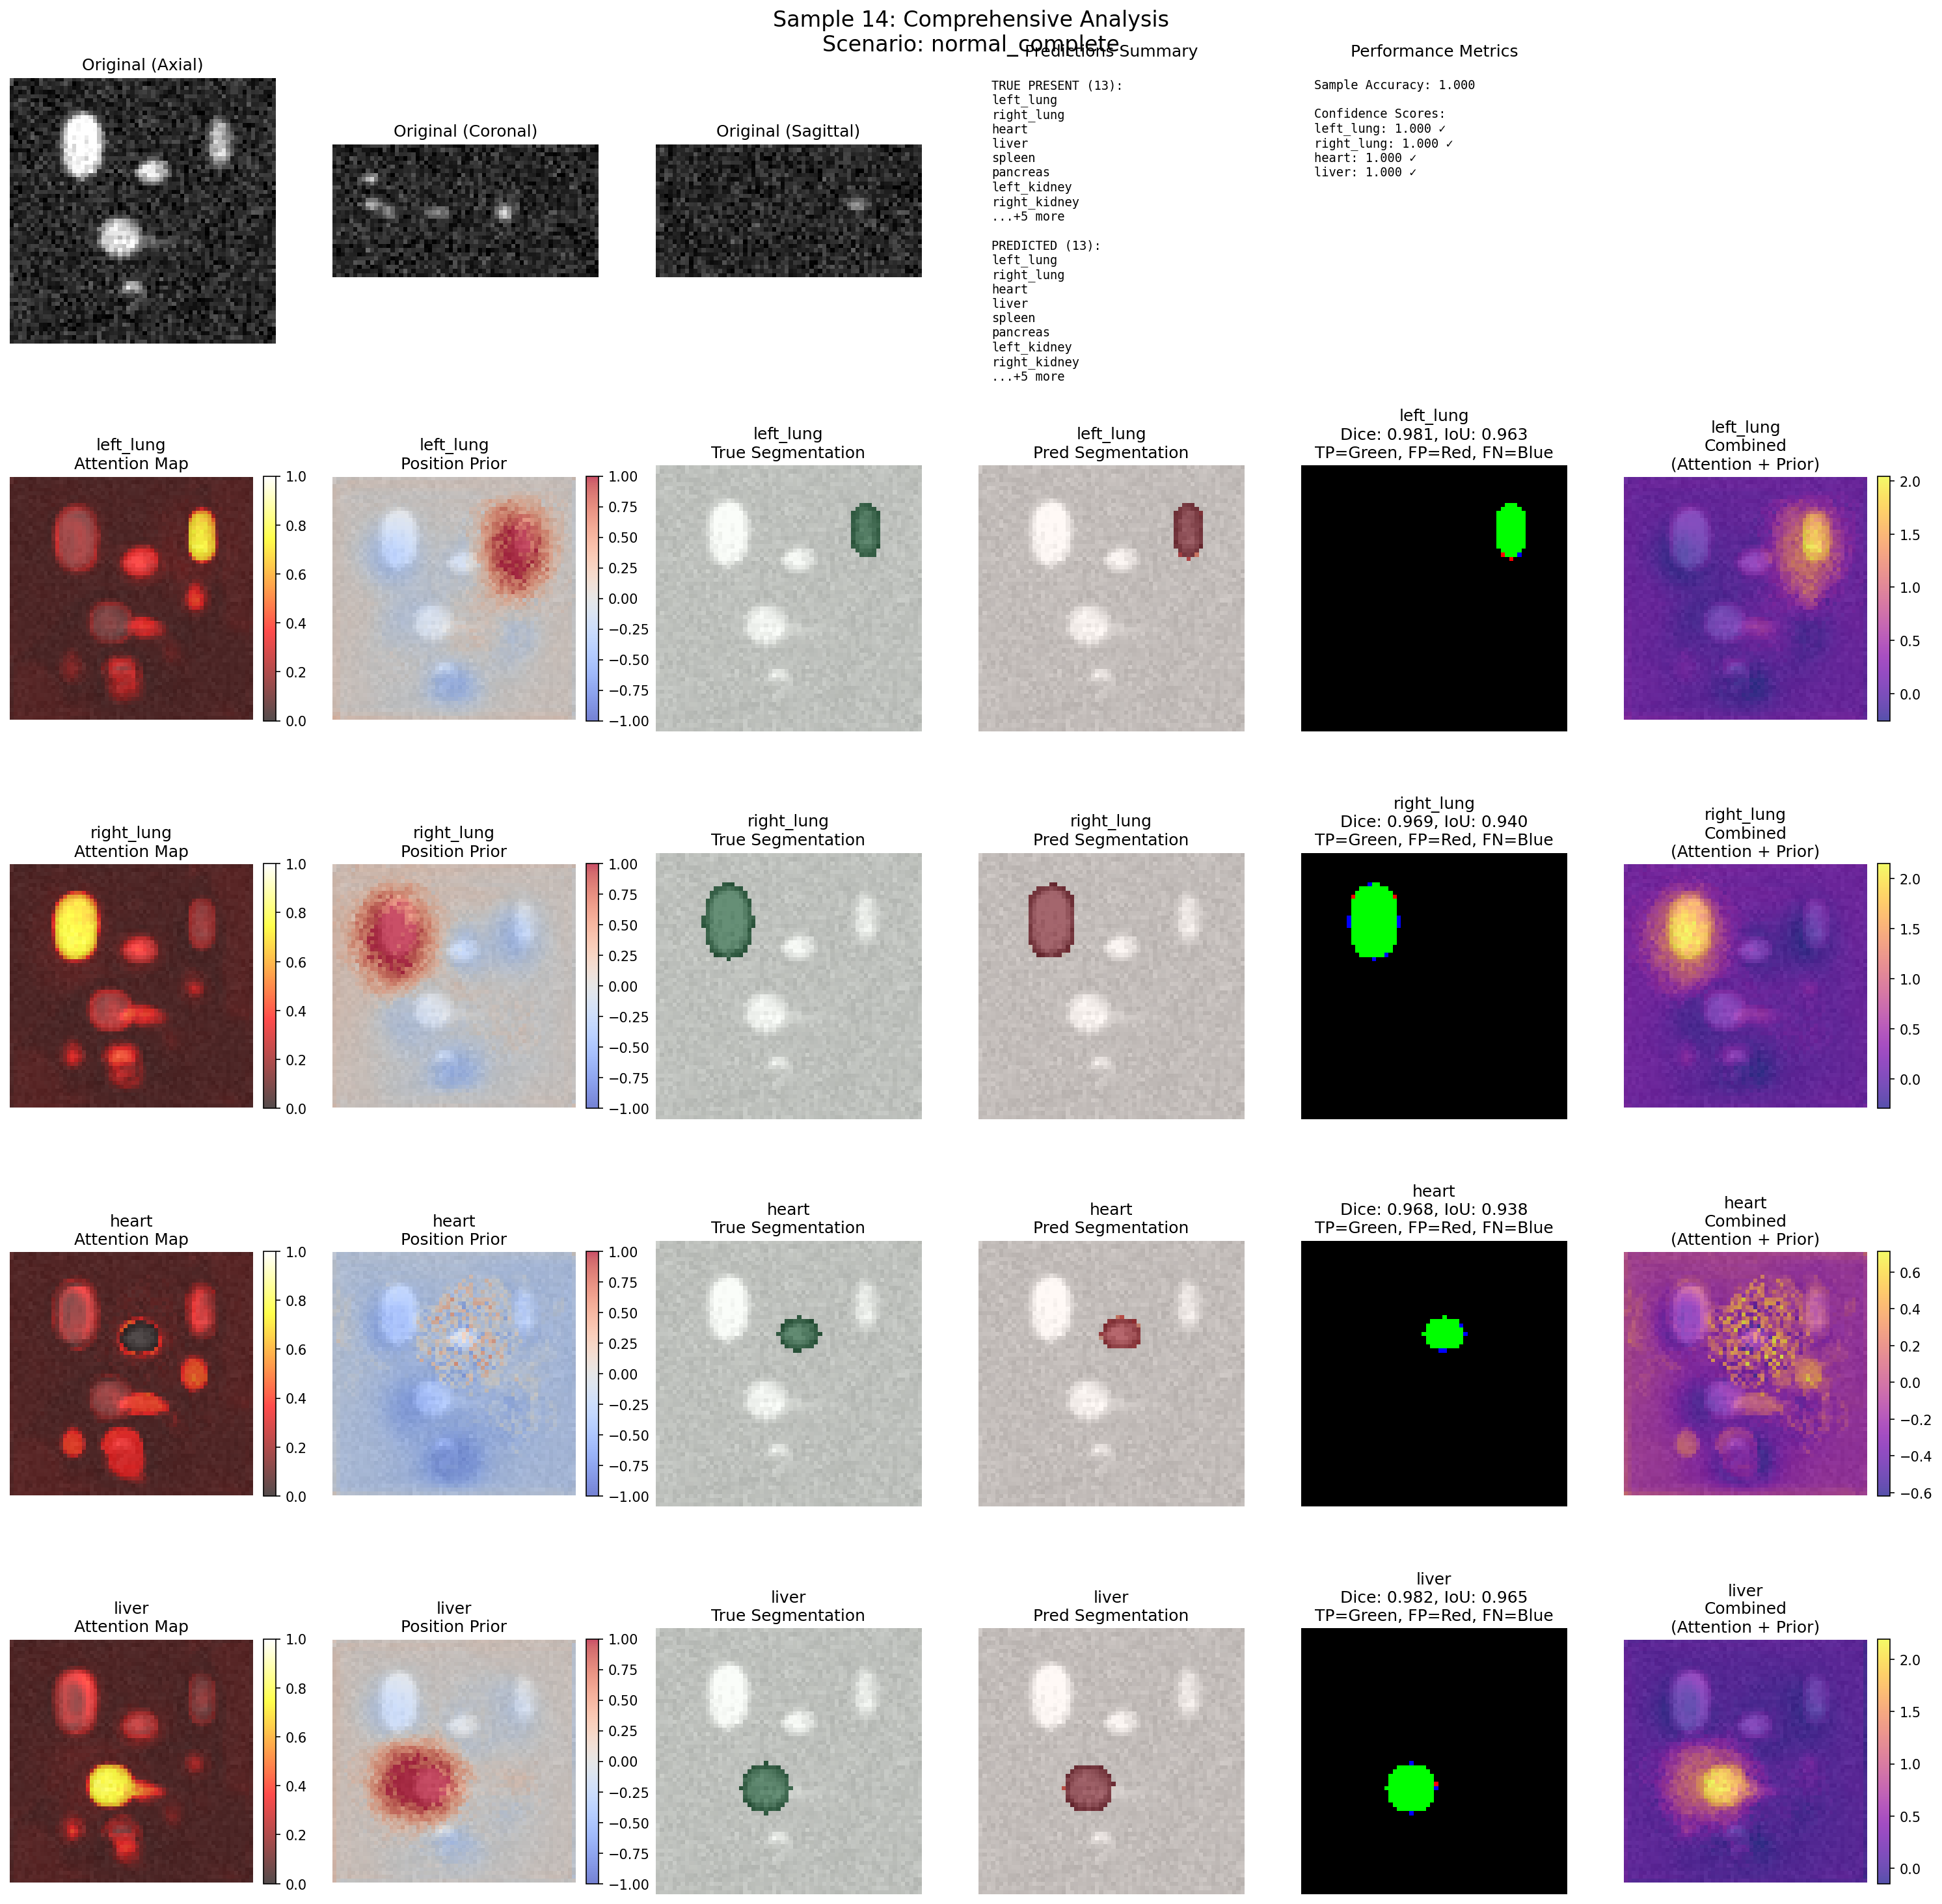 Sample 14: Comprehensive Analysis
Scenario: normal_complete
Original (Axial)
Original (Coronal)
Original (Sagittal)
Predictions Summary
TRUE PRESENT (13):
left_lung
right_lung
heart
liver
spleen
pancreas
left_kidney
right_kidney
...+5 more
PREDICTED (13):
left_lung
right_lung
heart
liver
spleen
pancreas
left_kidney
right_kidney
...+5 more
Performance Metrics
Sample Accuracy: 1.000
Confidence Scores:
left_lung: 1.000 ✓
right_lung: 1.000 ✓
heart: 1.000 ✓
liver: 1.000 ✓
left_lung
Attention Map
1.0
0.8
0.6
0.4
0.2
0.0
left_lung
Position Prior
1.00
0.75
0.50
0.25
0.00
−0.25
−0.50
−0.75
−1.00
left_lung
True Segmentation
left_lung
Pred Segmentation
left_lung
Dice: 0.981, IoU: 0.963
TP=Green, FP=Red, FN=Blue
left_lung
Combined
(Attention + Prior)
2.0
1.5
1.0
0.5
0.0
right_lung
Attention Map
1.0
0.8
0.6
0.4
0.2
0.0
right_lung
Position Prior
1.00
0.75
0.50
0.25
0.00
−0.25
−0.50
−0.75
−1.00
right_lung
True Segmentation
right_lung
Pred Segmentation
right_lung
Dice: 0.969, IoU: 0.940
TP=Green, FP=Red, FN=Blue
right_lung
Combined
(Attention + Prior)
2.0
1.5
1.0
0.5
0.0
heart
Attention Map
1.0
0.8
0.6
0.4
0.2
0.0
heart
Position Prior
1.00
0.75
0.50
0.25
0.00
−0.25
−0.50
−0.75
−1.00
heart
True Segmentation
heart
Pred Segmentation
heart
Dice: 0.968, IoU: 0.938
TP=Green, FP=Red, FN=Blue
heart
Combined
(Attention + Prior)
0.6
0.4
0.2
0.0
−0.2
−0.4
−0.6
liver
Attention Map
1.0
0.8
0.6
0.4
0.2
0.0
liver
Position Prior
1.00
0.75
0.50
0.25
0.00
−0.25
−0.50
−0.75
−1.00
liver
True Segmentation
liver
Pred Segmentation
liver
Dice: 0.982, IoU: 0.965
TP=Green, FP=Red, FN=Blue
liver
Combined
(Attention + Prior)
2.0
1.5
1.0
0.5
0.0